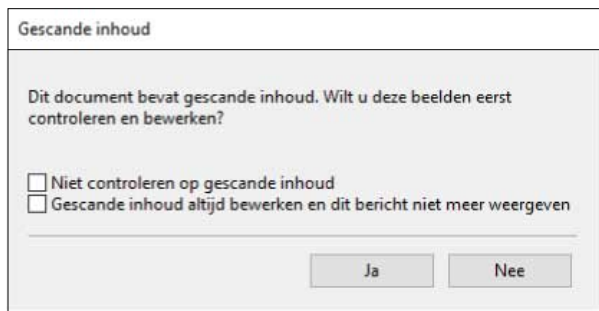 Gescande inhoud
Dit document bevat gescande inhoud. Wilt u deze beelden eerst
controleren en bewerken?
Niet controleren op gescande inhoud
Gescande inhoud altijd bewerken en dit bericht niet meer weergeven
Ja
Nee